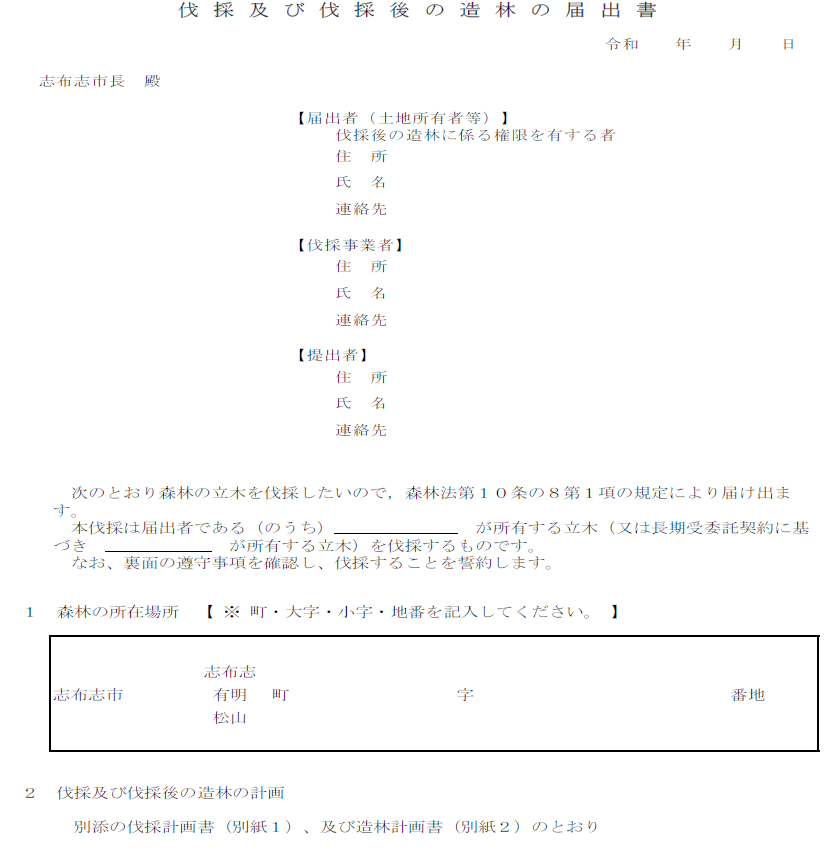 伐採及び伐採後の造林の届出書
令和　　年　　月　　日
志布志市長　殿
【届出者（土地所有者等）】
伐採後の造林に係る権限を有する者
住　所
氏　名
連絡先
【伐採事業者】
住　所
氏　名
連絡先
【提出者】
住　所
氏　名
連絡先
次のとおり森林の立木を伐採したいので，森林法第１０条の８第１項の規定により届け出ま
す。
本伐採は届出者である（のうち）＿＿＿＿＿＿＿　が所有する立木（又は長期受委託契約に基
づき　＿＿＿＿＿＿　が所有する立木）を伐採するものです。
なお、裏面の遵守事項を確認し、伐採することを誓約します。
１　森林の所在場所　【 ※ 町・大字・小字・地番を記入してください。 】
志布志
志布志市　　　　　有明　町　　　　　　　　　字　　　　　　　　　　　　　　番地
松山
２　伐採及び伐採後の造林の計画
別添の伐採計画書（別紙１）、及び造林計画書（別紙２）のとおり